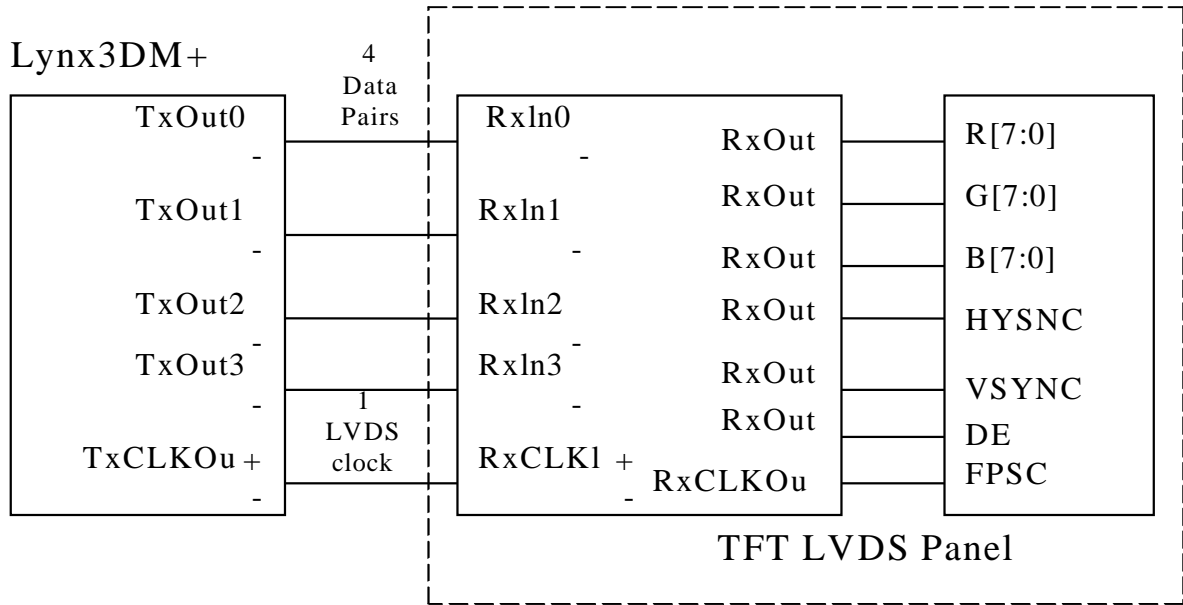 Lynx3DM+
4
Data
Pairs
TxOut0
-
TxOut1
-
TxOut2
-
TxOut3
-
TxCLKOu +
-
1
LVDS
clock
Rxln0
-
Rxln1
-
Rxln2
-
Rxln3
-
RxCLKl +
-
RxOut
RxOut
RxOut
RxOut
RxOut
RxOut
RxCLKOu
R[7:0]
G[7:0]
B[7:0]
HYSNC
VSYNC
DE
FPSC
TFT LVDS Panel